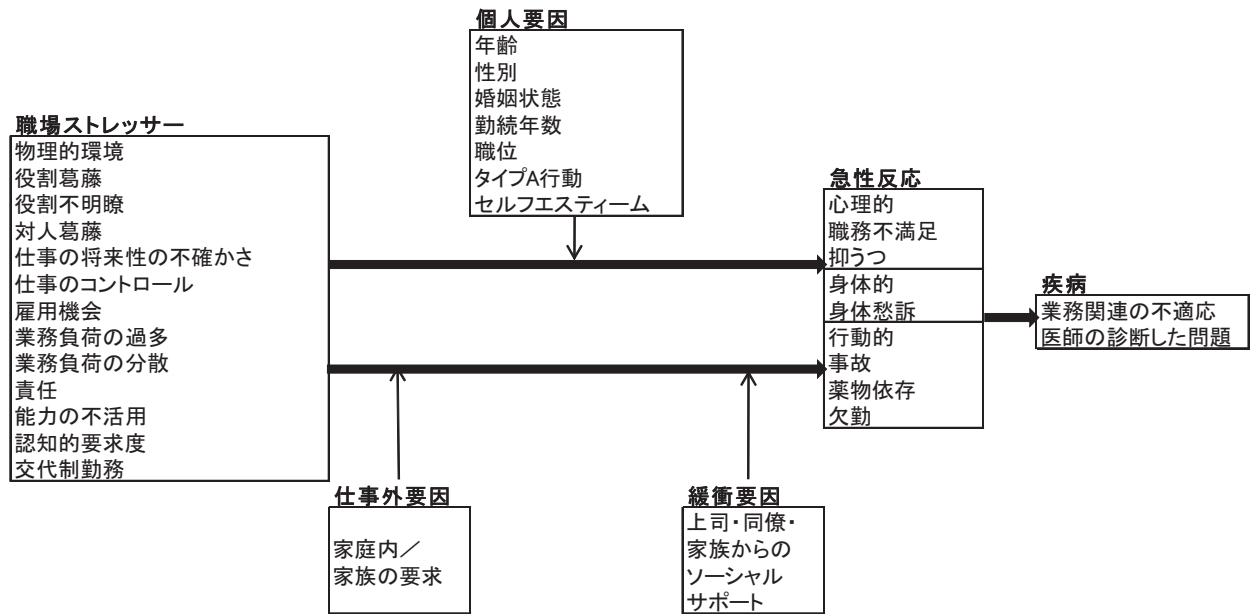 個人要因
年齢
性別
婚姻状態
勤続年数
職位
タイプA行動
セルフエスティーム
職場ストレッサー
物理的環境
役割葛藤
役割不明瞭
対人葛藤
仕事の将来性の不確かさ
仕事のコントロール
雇用機会
業務負荷の過多
業務負荷の分散
責任
能力の不活用
認知的要求度
交代制勤務
急性反応
心理的
職務不満足
抑うつ
身体的
身体愁訴
行動的
事故
薬物依存
欠勤
疾病
業務関連の不適応
医師の診断した問題
仕事外要因
家庭内／
家族の要求
緩衝要因
上司・同僚・
家族からの
ソーシャル
サポート